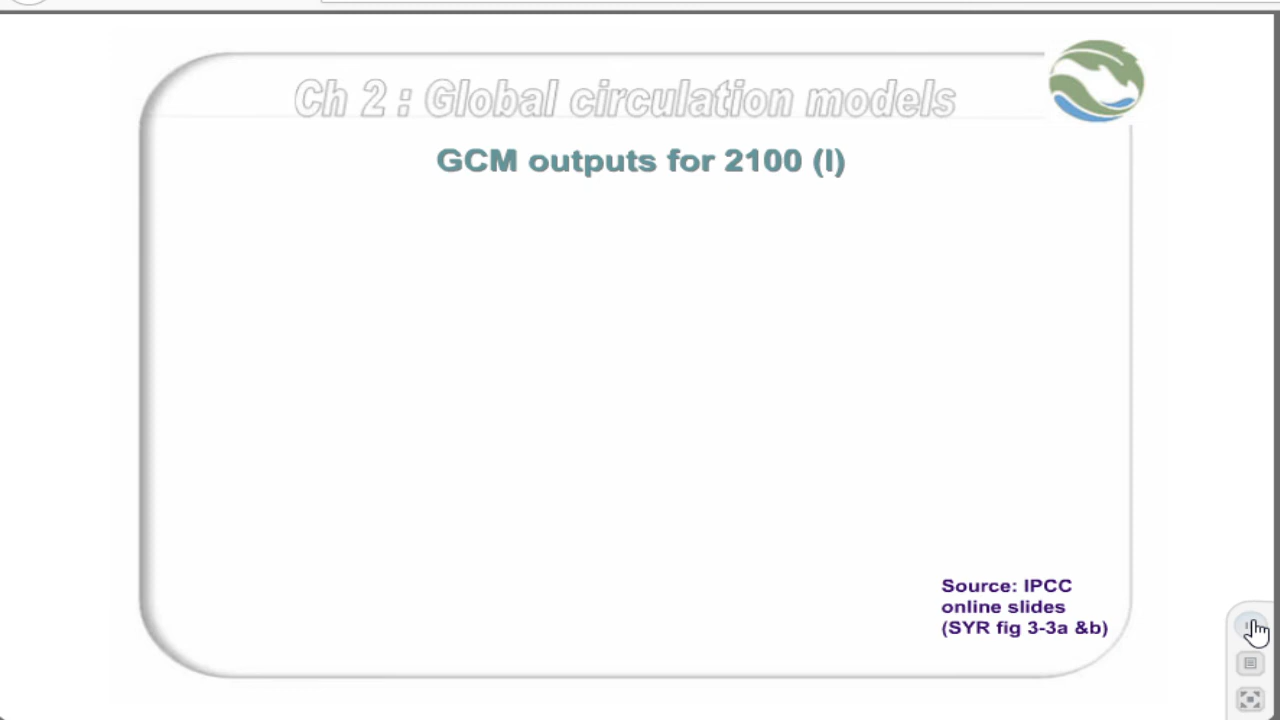 Ch 2 : Global circulation models
GCM outputs for 2100 (I)
Source: IPCC
online slides
(SYR fig 3-3a &b)